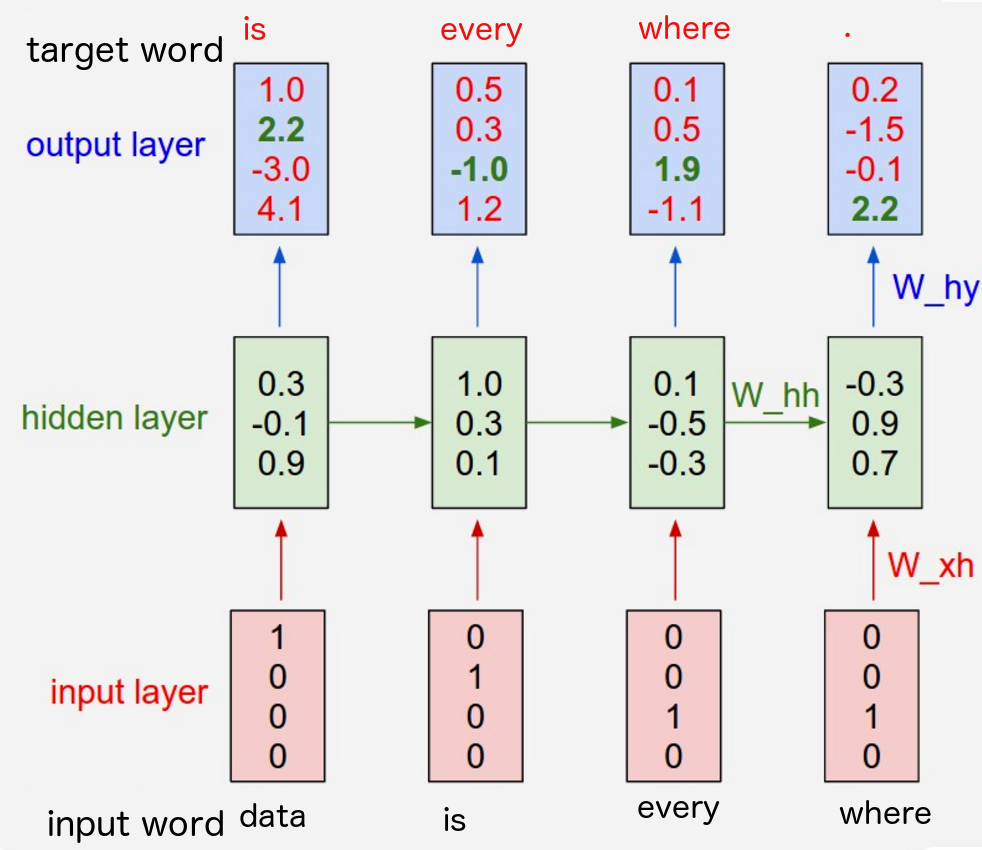 is every where .
target word
1.0 0.5 0.1 0.2
output layer
2.2 0.3 0.5 -1.5
-3.0 -1.0 1.9 -0.1
4.1 1.2 -1.1 2.2
W_hy
0.3 1.0 0.1 W_hh -0.3
hidden layer
-0.1 0.3 -0.5 0.9
0.9 0.1 -0.3 0.7
W_xh
1 0 0 0
0 1 0 0
input layer
0 0 1 1
0 0 0 0
input word data is every where